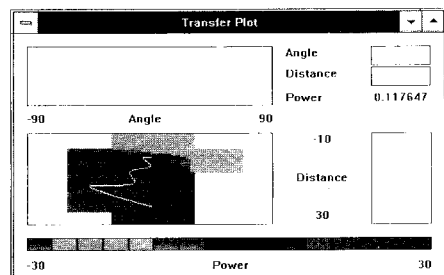 Transfer Plot
Angle
Distance
Power 0.117647
-90 Angle 90
-10
Distance
30
-30 Power 30